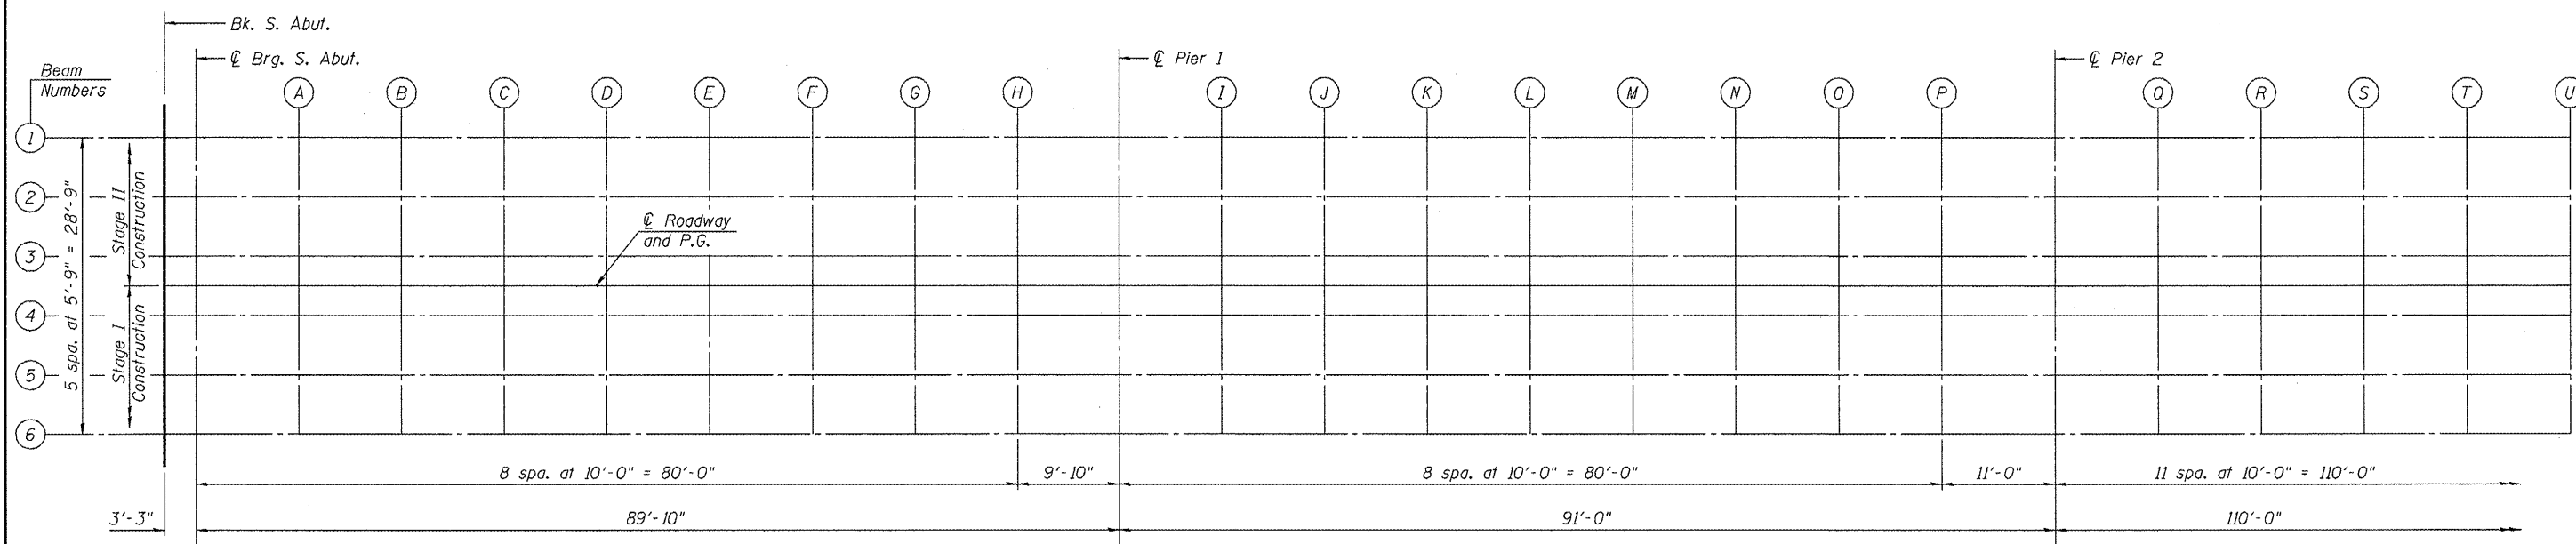 Bk. S. Abut.
℄ Brg. S. Abut.
℄ Pier 1
℄ Pier 2
Beam
Numbers
A B C D E F G H I J K L M N O P Q R S T U
1
2
3
4
5
6
5 spa. at 5'-9" = 28'-9"
Stage II
Construction
Stage I
Construction
℄ Roadway
and P.G.
8 spa. at 10'-0" = 80'-0"
9'-10"
8 spa. at 10'-0" = 80'-0"
11'-0"
11 spa. at 10'-0" = 110'-0"
3'-3"
89'-10"
91'-0"
110'-0"